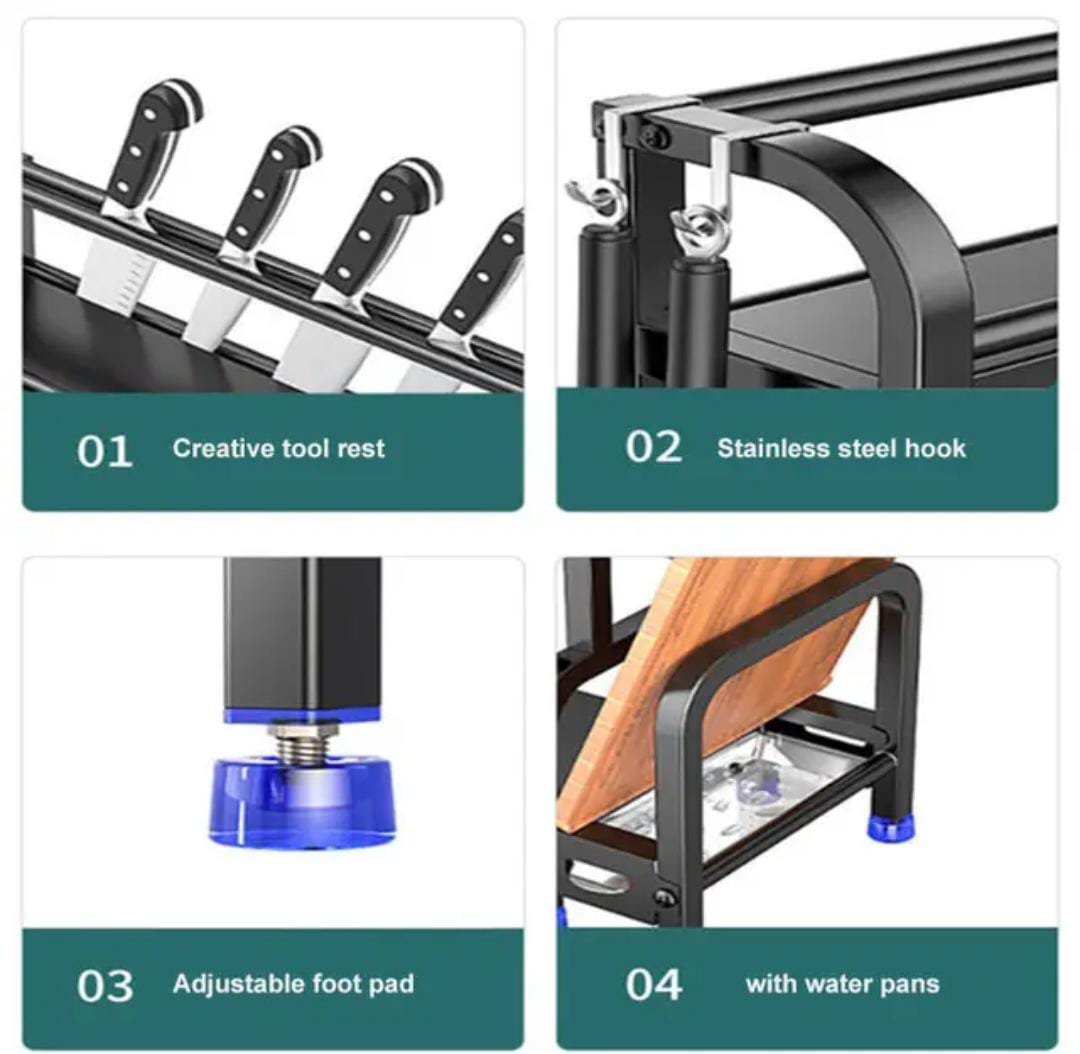 01 Creative tool rest
02 Stainless steel hook
03 Adjustable foot pad
04 with water pans